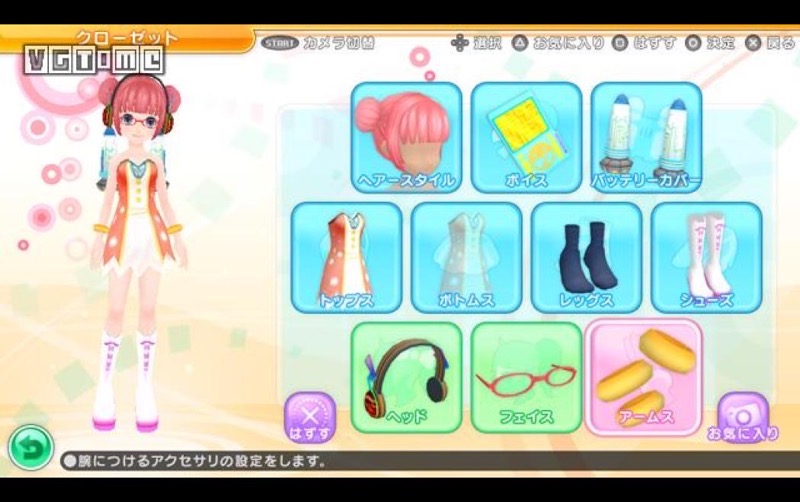 クローゼット
START カメラ切替
選択 お気に入り はずす 決定 戻る
VGTIME
ヘアースタイル
ボイス
バッテリーカバー
トップス
ボトムス
レッグス
シューズ
ヘッド
フェイス
アームス
はずす
お気に入り
●腕につけるアクセサリの設定をします。